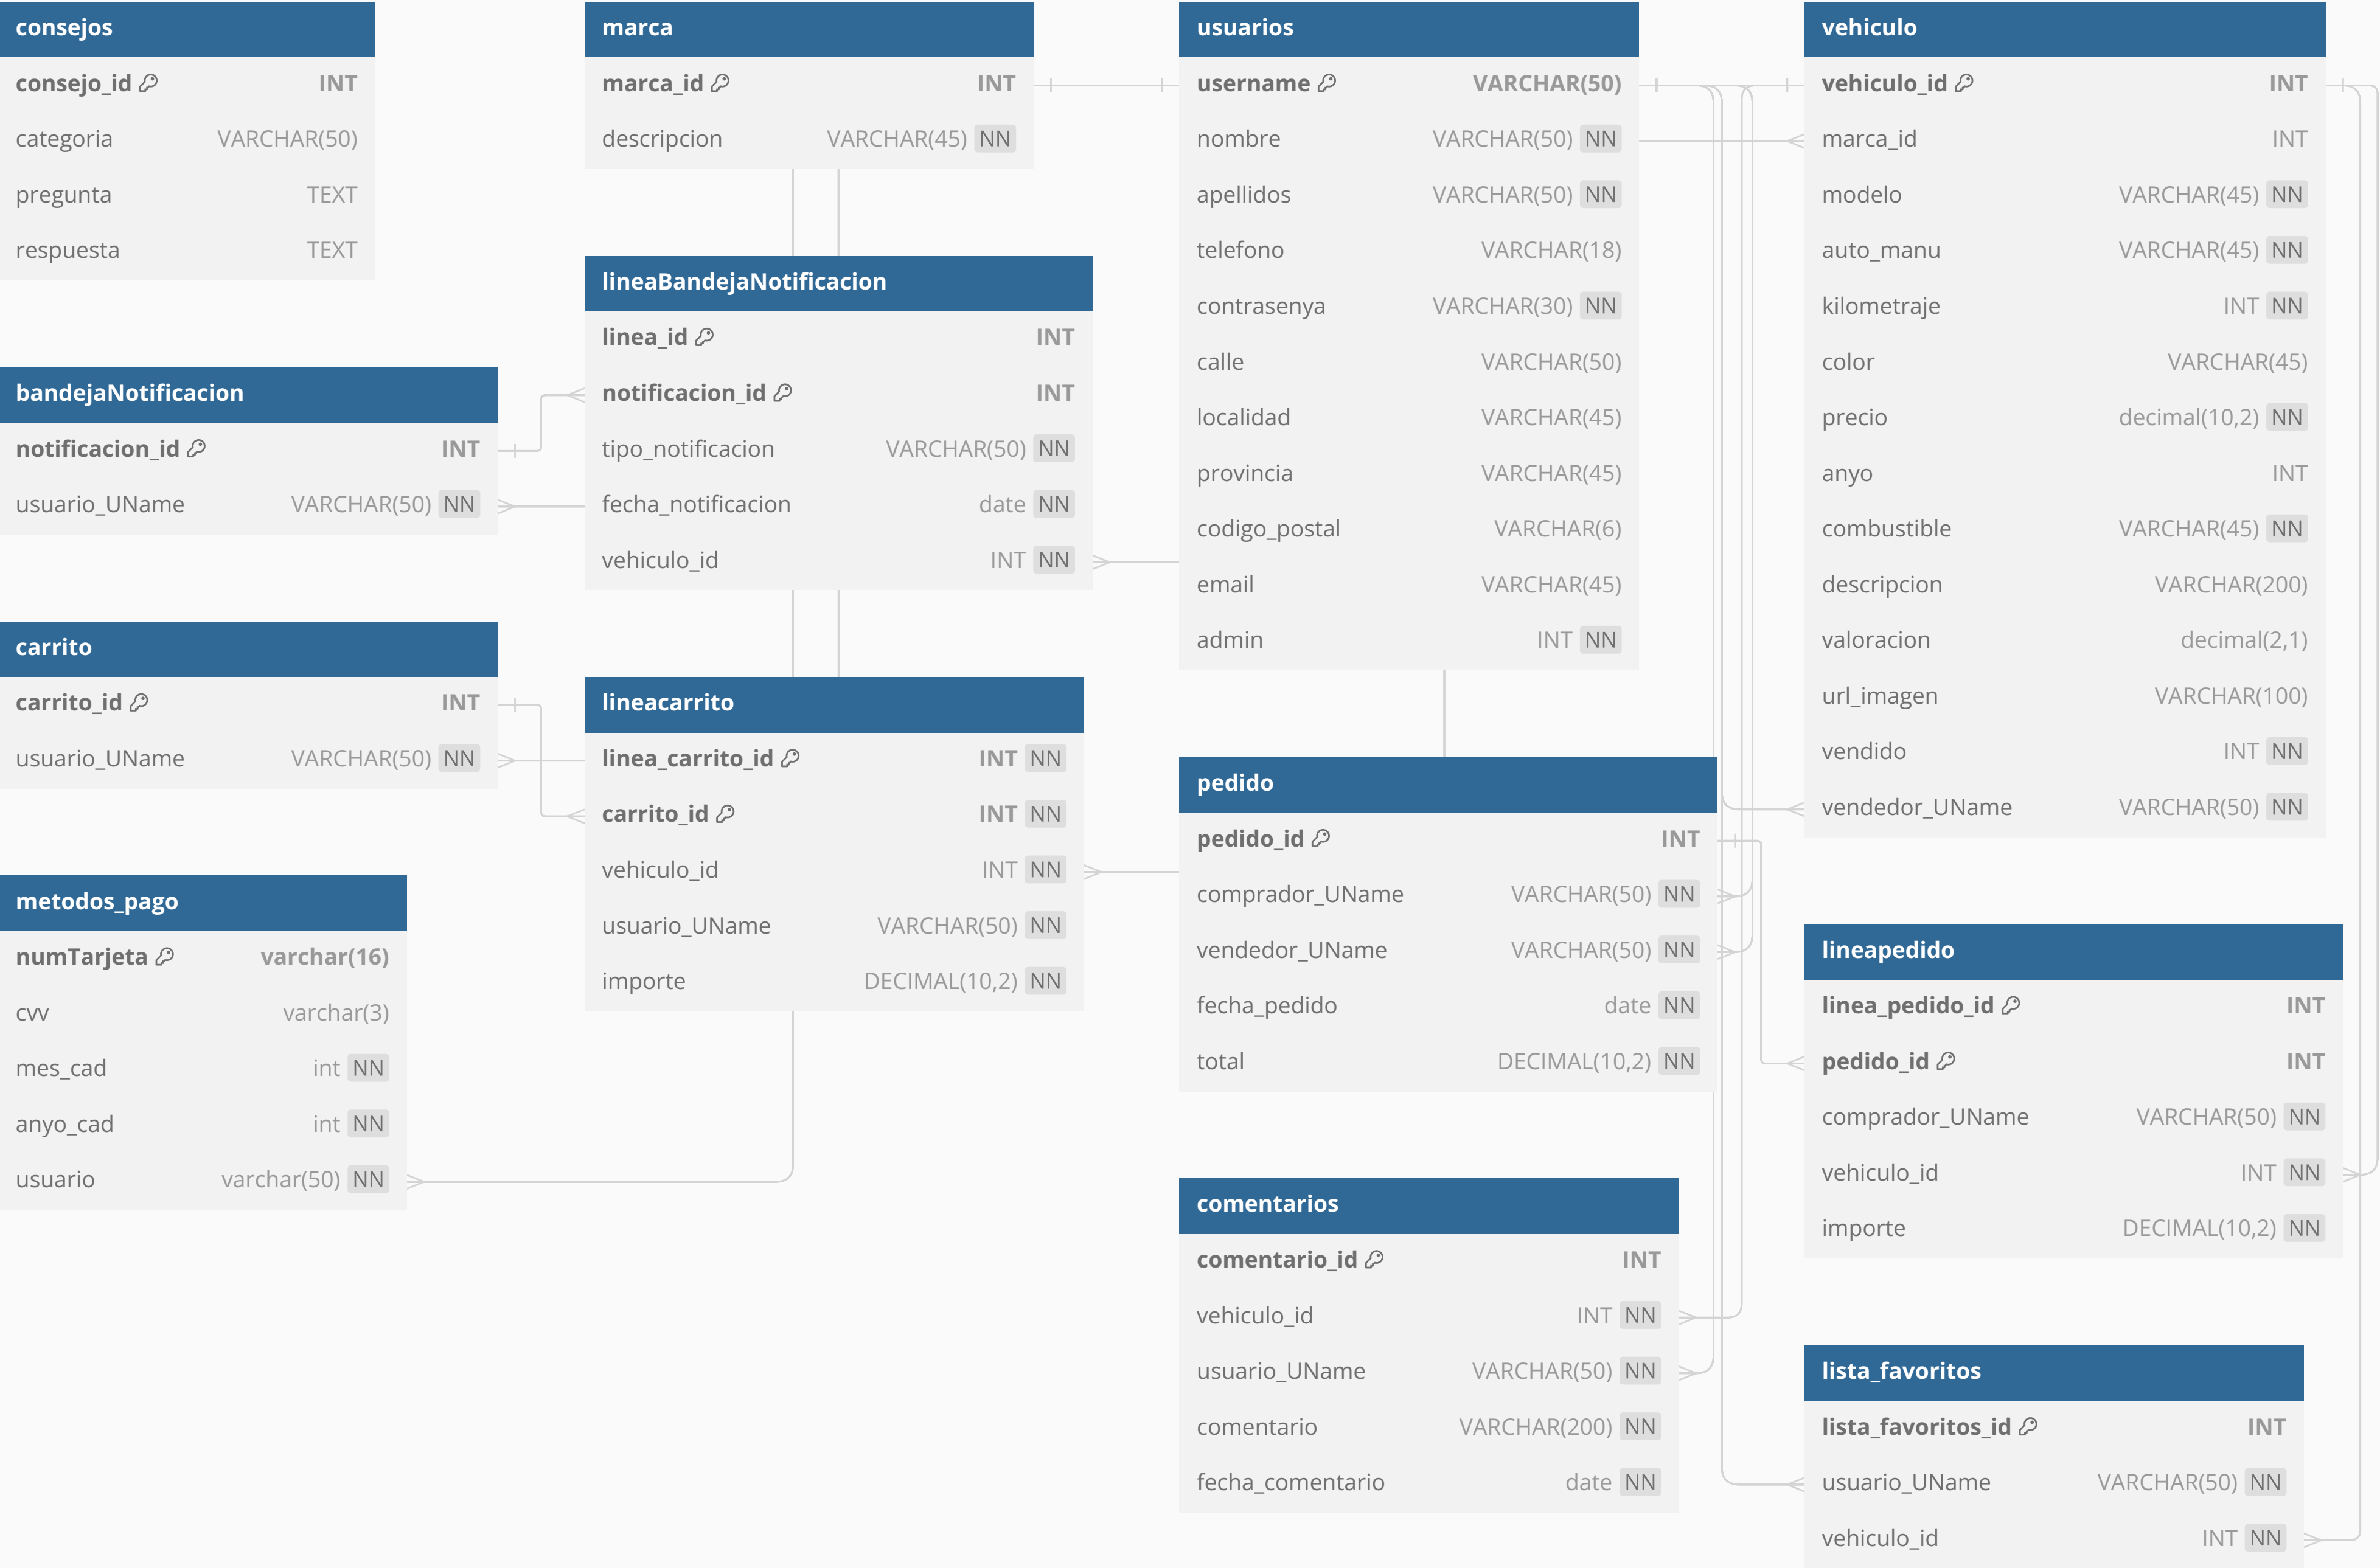 consejos
consejo_id INT
categoria VARCHAR(50)
pregunta TEXT
respuesta TEXT
marca
marca_id INT
descripcion VARCHAR(45) NN
usuarios
username VARCHAR(50)
nombre VARCHAR(50) NN
apellidos VARCHAR(50) NN
telefono VARCHAR(18)
contrasenya VARCHAR(30) NN
calle VARCHAR(50)
localidad VARCHAR(45)
provincia VARCHAR(45)
codigo_postal VARCHAR(6)
email VARCHAR(45)
admin INT NN
vehiculo
vehiculo_id INT
marca_id INT
modelo VARCHAR(45) NN
auto_manu VARCHAR(45) NN
kilometraje INT NN
color VARCHAR(45)
precio decimal(10,2) NN
anyo INT
combustible VARCHAR(45) NN
descripcion VARCHAR(200)
valoracion decimal(2,1)
url_imagen VARCHAR(100)
vendido INT NN
vendedor_UName VARCHAR(50) NN
lineaBandejaNotificacion
linea_id INT
notificacion_id INT
tipo_notificacion VARCHAR(50) NN
fecha_notificacion date NN
vehiculo_id INT NN
bandejaNotificacion
notificacion_id INT
usuario_UName VARCHAR(50) NN
carrito
carrito_id INT
usuario_UName VARCHAR(50) NN
lineacarrito
linea_carrito_id INT NN
carrito_id INT NN
vehiculo_id INT NN
usuario_UName VARCHAR(50) NN
importe DECIMAL(10,2) NN
pedido
pedido_id INT
comprador_UName VARCHAR(50) NN
vendedor_UName VARCHAR(50) NN
fecha_pedido date NN
total DECIMAL(10,2) NN
metodos_pago
numTarjeta varchar(16)
cvv varchar(3)
mes_cad int NN
anyo_cad int NN
usuario varchar(50) NN
lineapedido
linea_pedido_id INT
pedido_id INT
comprador_UName VARCHAR(50) NN
vehiculo_id INT NN
importe DECIMAL(10,2) NN
comentarios
comentario_id INT
vehiculo_id INT NN
usuario_UName VARCHAR(50) NN
comentario VARCHAR(200) NN
fecha_comentario date NN
lista_favoritos
lista_favoritos_id INT
usuario_UName VARCHAR(50) NN
vehiculo_id INT NN